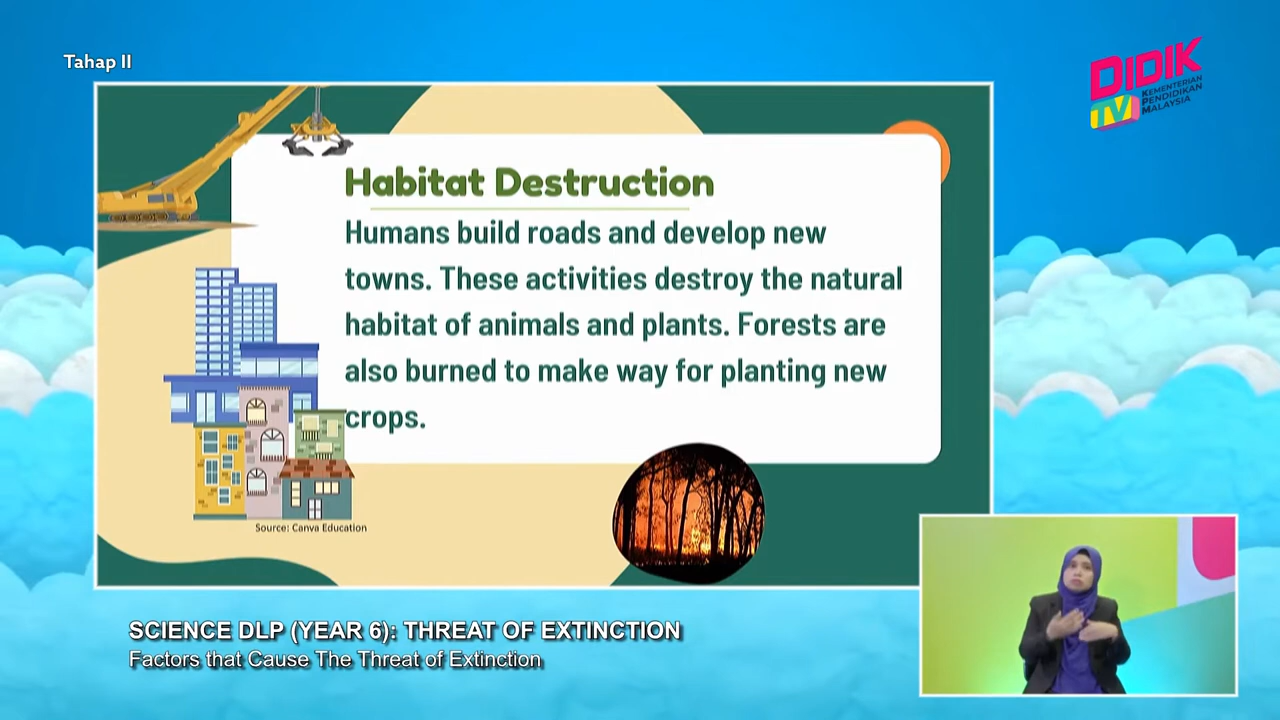 Tahap II
DIDIK
TV
KEMENTERIAN
PENDIDIKAN
MALAYSIA
Habitat Destruction
Humans build roads and develop new
towns. These activities destroy the natural
habitat of animals and plants. Forests are
also burned to make way for planting new
crops.
Source: Canva Education
SCIENCE DLP (YEAR 6): THREAT OF EXTINCTION
Factors that Cause The Threat of Extinction